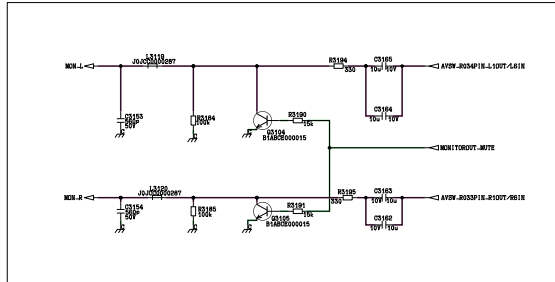 L3119
J0JCC0000287
MON-L
R3194
330
C3165
10u 10V
AVSW-R034PIN-L1OUT/L6IN
C3153
560P
50V
R3184
100k
Q3104
B1ABCE000015
R3190
15k
C3164
10u 10V
MONITOROUT-MUTE
L3120
J0JCC0000287
MON-R
R3195
330
C3163
10V 10u
AVSW-R033PIN-R1OUT/R6IN
C3154
560P
50V
R3185
100k
Q3105
B1ABCE000015
R3191
15k
C3162
10V 10u